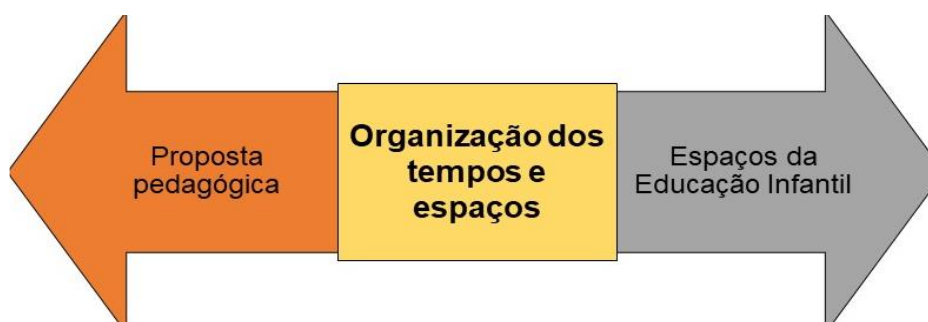 Proposta
pedagógica
Organização dos
tempos e
espaços
Espaços da
Educação Infantil